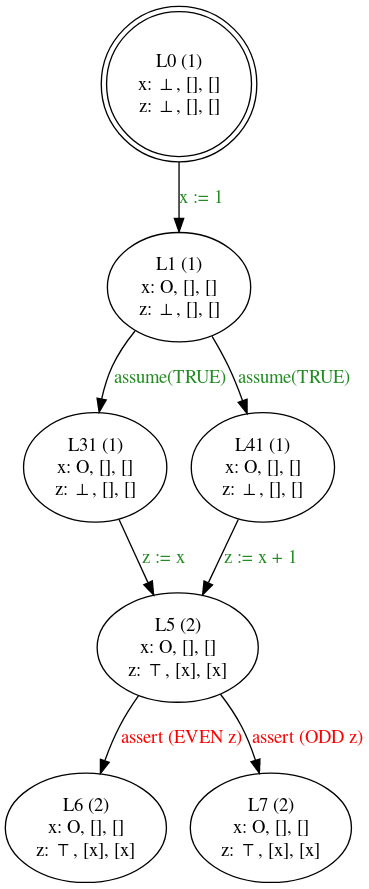 L0 (1)
x: ⊥, [], []
z: ⊥, [], []
x := 1
L1 (1)
x: O, [], []
z: ⊥, [], []
assume(TRUE)
assume(TRUE)
L31 (1)
x: O, [], []
z: ⊥, [], []
L41 (1)
x: O, [], []
z: ⊥, [], []
z := x
z := x + 1
L5 (2)
x: O, [], []
z: ⊤, [x], [x]
assert (EVEN z)
assert (ODD z)
L6 (2)
x: O, [], []
z: ⊤, [x], [x]
L7 (2)
x: O, [], []
z: ⊤, [x], [x]